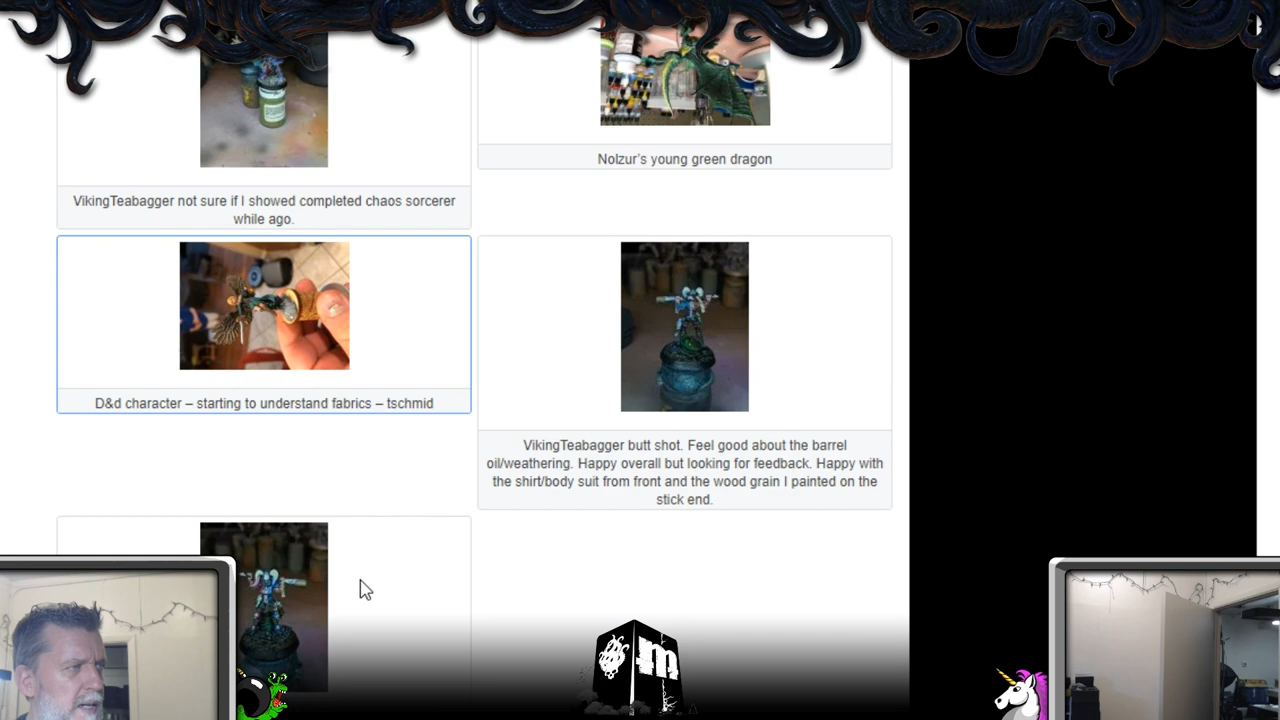 Nolzur's young green dragon
VikingTeabagger not sure if I showed completed chaos sorcerer
while ago.
D&d character – starting to understand fabrics – tschmid
VikingTeabagger butt shot. Feel good about the barrel
oil/weathering. Happy overall but looking for feedback. Happy with
the shirt/body suit from front and the wood grain I painted on the
stick end.
m